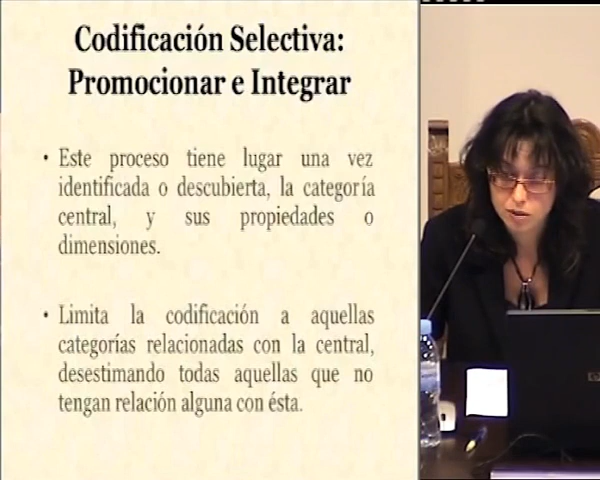 Codificación Selectiva:
Promocionar e Integrar
• Este proceso tiene lugar una vez
identificada o descubierta, la categoría
central, y sus propiedades o
dimensiones.
• Limita la codificación a aquellas
categorías relacionadas con la central,
desestimando todas aquellas que no
tengan relación alguna con ésta.
hp